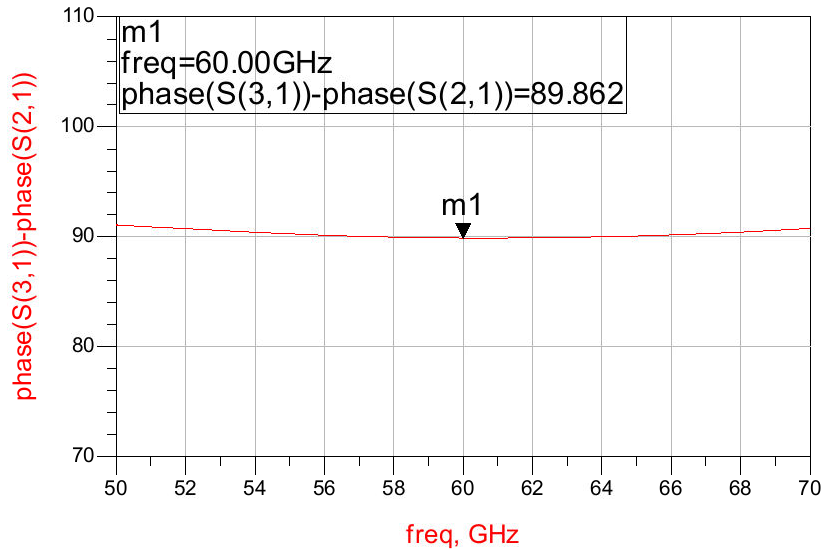 110
100
90
80
70
phase(S(3,1))-phase(S(2,1))
m1
freq=60.00GHz
phase(S(3,1))-phase(S(2,1))=89.862
m1
50 52 54 56 58 60 62 64 66 68 70
freq, GHz